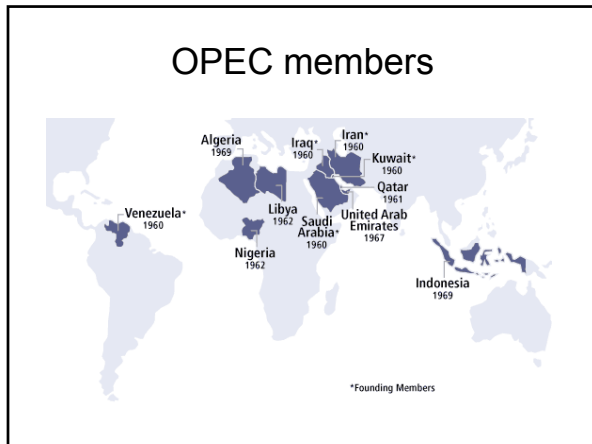 OPEC members
Algeria
1969
Iraq*
1960
Iran*
1960
Kuwait*
1960
Qatar
1961
United Arab
Emirates
1967
Saudi
Arabia*
1960
Libya
1962
Nigeria
1962
Venezuela*
1960
Indonesia
1969
*Founding Members